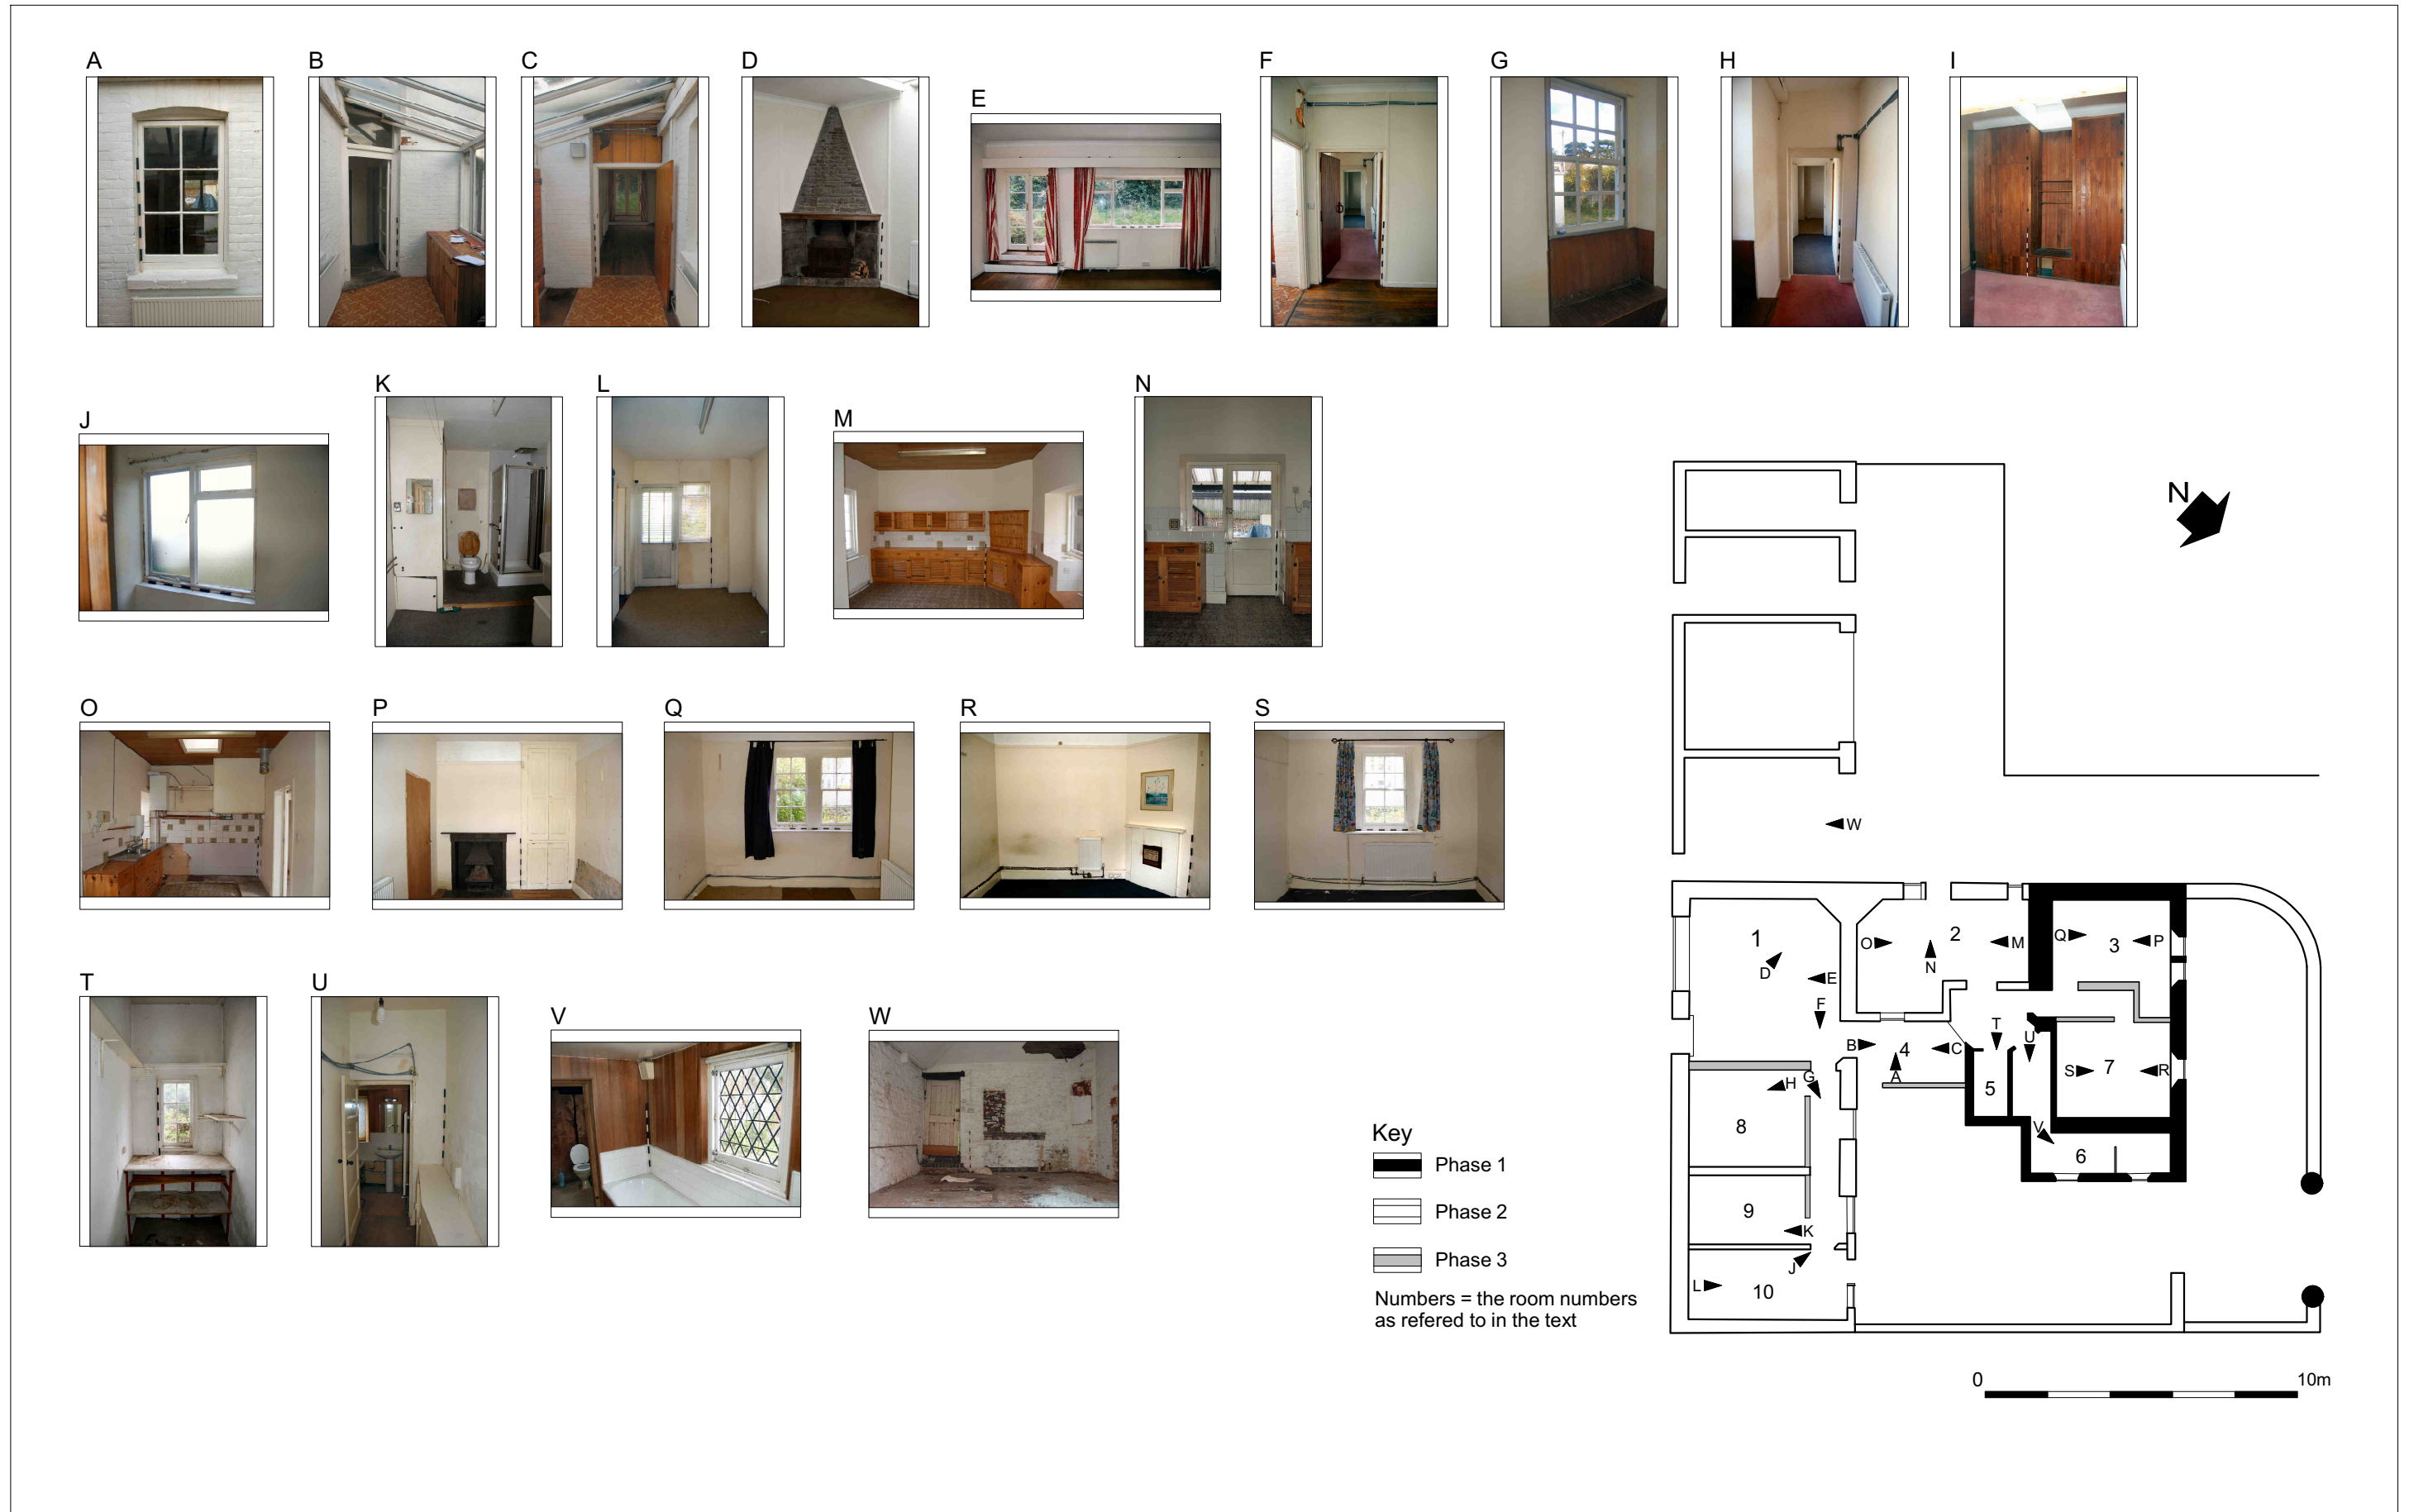 A
B
C
D
E
F
G
H
I
J
K
L
M
N
O
P
Q
R
S
T
U
V
W
N
W
1
2
3
O
M
Q
P
N
D
E
F
B
4
C
T
U
A
S
7
R
H
G
5
8
V
6
9
K
J
L
10
Key
Phase 1
Phase 2
Phase 3
Numbers = the room numbers
as refered to in the text
0
10m